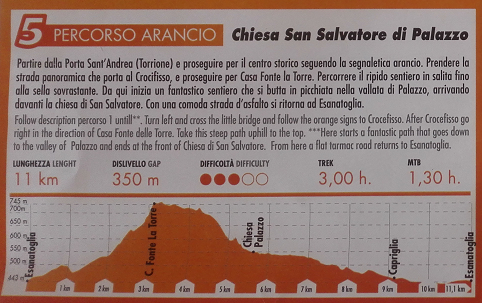 5 PERCORSO ARANCIO Chiesa San Salvatore di Palazzo
Partire dalla Porta Sant'Andrea (Torrione) e proseguire per il centro storico seguendo la segnaletica arancio. Prendere la
strada panoramica che porta al Crocifisso, e proseguire per Casa Fonte la Torre. Percorrere il ripido sentiero in salita fino
alla sella sovrastante. Da qui inizia un fantastico sentiero che si butta in picchiata nella vallata di Palazzo, arrivando
davanti la chiesa di San Salvatore. Con una comoda strada d'asfalto si ritorna ad Esanatoglia.
Follow description percorso 1 untill**. Turn left and cross the little bridge and follow the orange signs to Crocefisso. After Crocefisso go
right in the direction of Casa Fonte delle Torre. Take this steep path uphill to the top. ***Here starts a fantastic path that goes down
to the valley of Palazzo and ends at the front of Chiesa di San Salvatore. From here a flat tarmac road returns to Esanatoglia.
LUNGHEZZA LENGHT DISLIVELLO GAP DIFFICOLTÀ DIFFICULTY TREK MTB
11 km 350 m 3,00 h. 1,30 h.
745 m
700m
650 m
600 m
550 m
500 m
443 m
Esanatoglia
C. Fonte La Torre
Chiesa
Palazzo
Capriglia
Esanatoglia
1 km 2 km 3 km 4 km 5 km 6 km 7 km 8 km 9 km 10 km 11,1 km